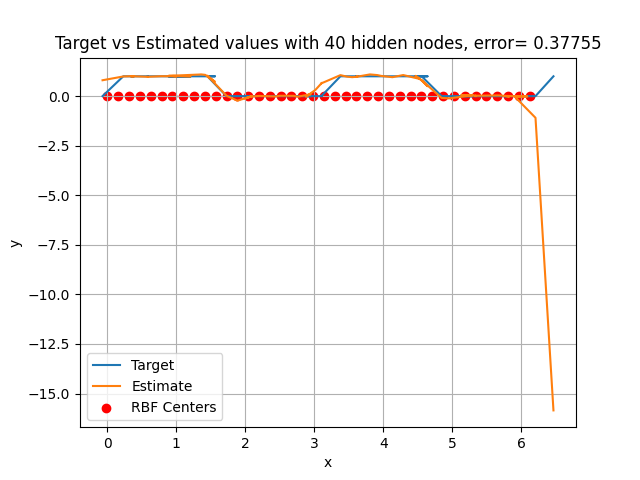 Target vs Estimated values with 40 hidden nodes, error= 0.37755
0.0
−2.5
−5.0
−7.5
−10.0
−12.5
−15.0
y
Target
Estimate
RBF Centers
0 1 2 3 4 5 6
x